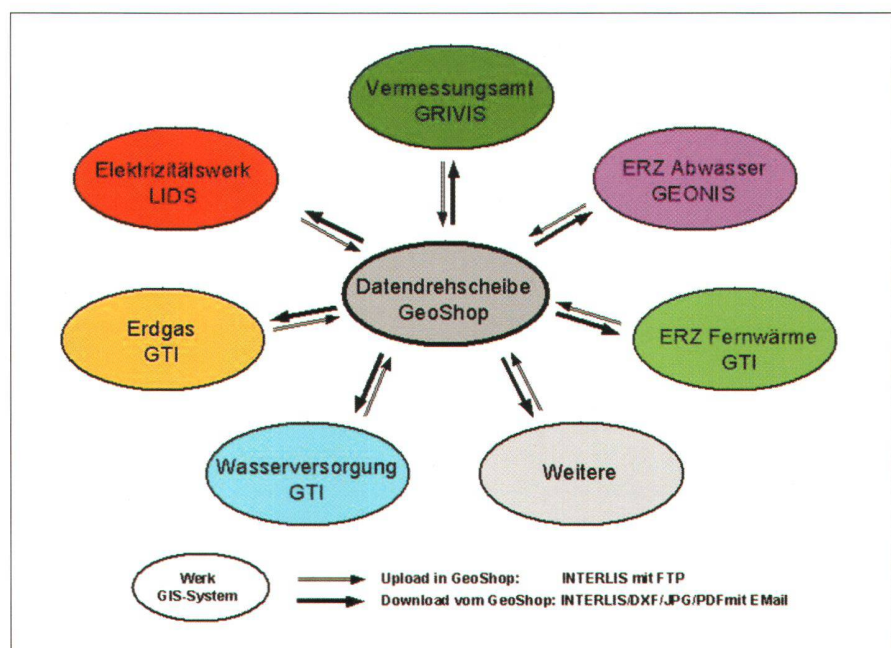 Vermessungsamt
GRIVIS
Elektrizitätswerk
LIDS
ERZ Abwasser
GEONIS
Datendrehscheibe
GeoShop
Erdgas
GTI
ERZ Fernwärme
GTI
Wasserversorgung
GTI
Weitere
Werk
GIS-System
Upload in GeoShop: INTERLIS mit FTP
Download vom GeoShop: INTERLIS/DXF/JPG/PDFmit EMail